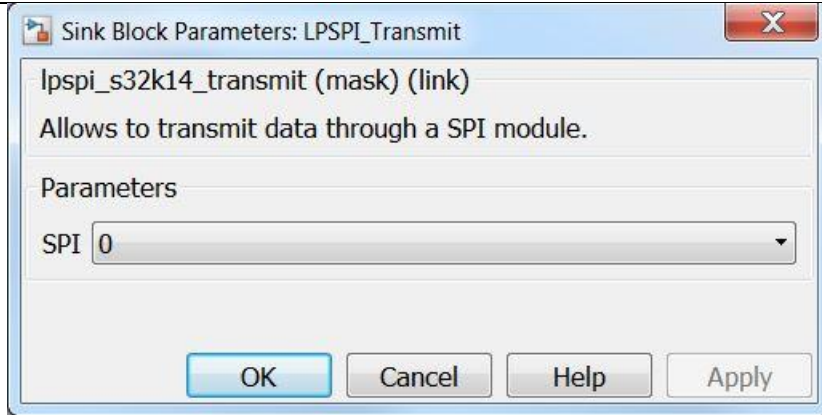 Sink Block Parameters: LPSPI_Transmit
lpspi_s32k14_transmit (mask) (link)
Allows to transmit data through a SPI module.
Parameters
SPI 0
OK Cancel Help Apply